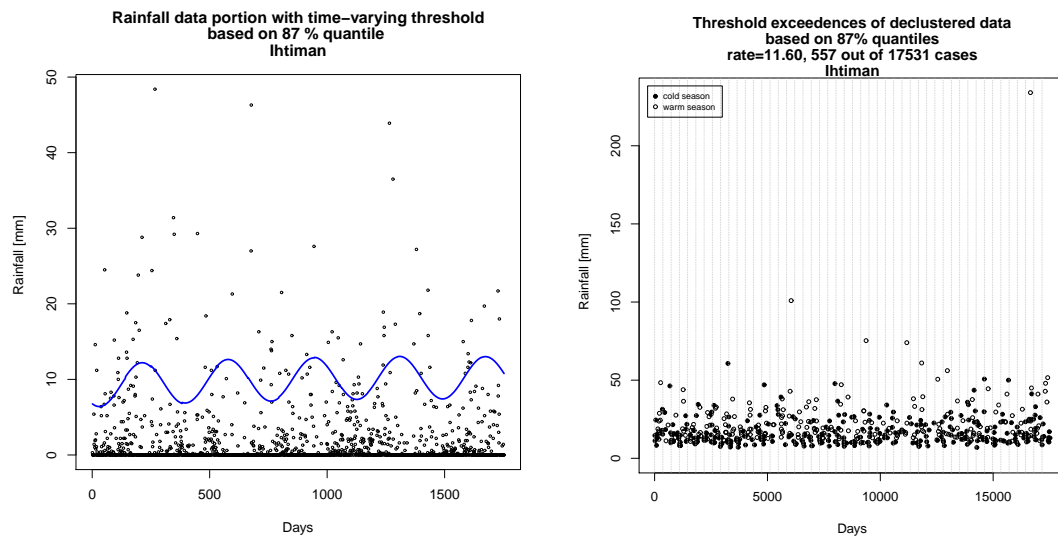 Rainfall data portion with time−varying threshold
based on 87 % quantile
Ihtiman
Rainfall [mm]
50
40
30
20
10
0
0
500
1000
1500
Days
Threshold exceedences of declustered data
based on 87% quantiles
rate=11.60, 557 out of 17531 cases
Ihtiman
cold season
warm season
Rainfall [mm]
200
150
100
50
0
0
5000
10000
15000
Days